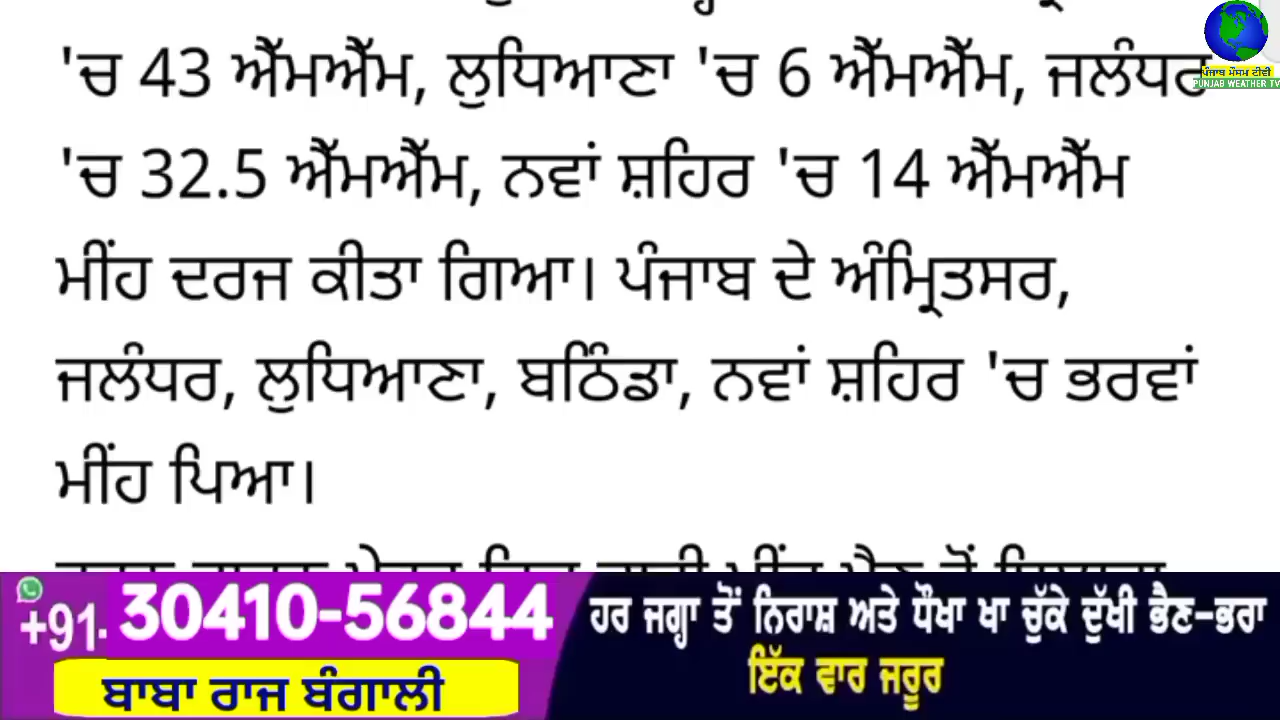 'ਚ 43 ਐੱਮਐੱਮ, ਲੁਧਿਆਣਾ 'ਚ 6 ਐੱਮਐੱਮ, ਜਲੰਧਰ
'ਚ 32.5 ਐੱਮਐੱਮ, ਨਵਾਂ ਸ਼ਹਿਰ 'ਚ 14 ਐੱਮਐੱਮ
ਮੀਂਹ ਦਰਜ ਕੀਤਾ ਗਿਆ। ਪੰਜਾਬ ਦੇ ਅੰਮ੍ਰਿਤਸਰ,
ਜਲੰਧਰ, ਲੁਧਿਆਣਾ, ਬਠਿੰਡਾ, ਨਵਾਂ ਸ਼ਹਿਰ 'ਚ ਭਰਵਾਂ
ਮੀਂਹ ਪਿਆ।
ਪੰਜਾਬ ਮੌਸਮ ਟੀਵੀ
PUNJAB WEATHER TV
+91-30410-56844
ਬਾਬਾ ਰਾਜ ਬੰਗਾਲੀ
ਹਰ ਜਗ੍ਹਾ ਤੋਂ ਨਿਰਾਸ਼ ਅਤੇ ਧੌਖਾ ਖਾ ਚੁੱਕੇ ਦੁੱਖੀ ਭੈਣ-ਭਰਾ
ਇੱਕ ਵਾਰ ਜਰੂਰ